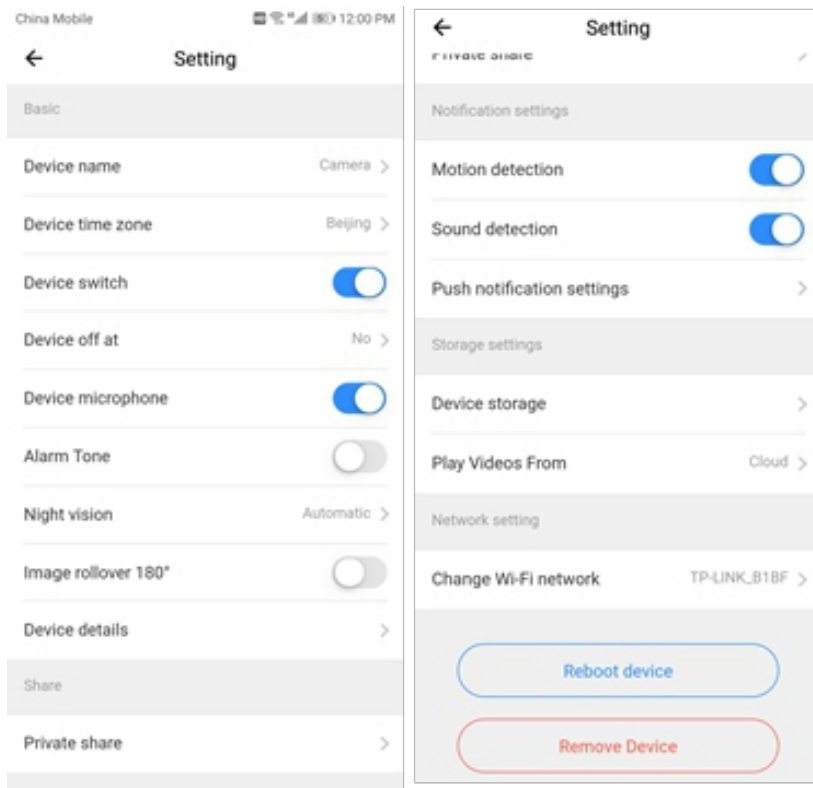 China Mobile 12:00 PM
Setting
Basic
Device name Camera
Device time zone Beijing
Device switch
Device off at No
Device microphone
Alarm Tone
Night vision Automatic
Image rollover 180°
Device details
Share
Private share
Setting
Private share
Notification settings
Motion detection
Sound detection
Push notification settings
Storage settings
Device storage
Play Videos From Cloud
Network setting
Change Wi-Fi network TP-LINK_B1BF
Reboot device
Remove Device